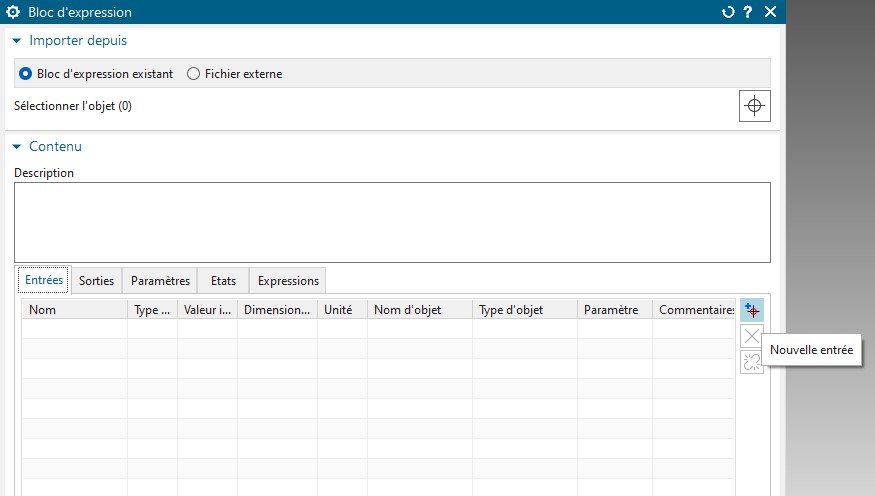 Bloc d'expression
Importer depuis
Bloc d'expression existant Fichier externe
Sélectionner l'objet (0)
Contenu
Description
Entrées Sorties Paramètres Etats Expressions
Nom Type ... Valeur i... Dimension... Unité Nom d'objet Type d'objet Paramètre Commentaires
Nouvelle entrée